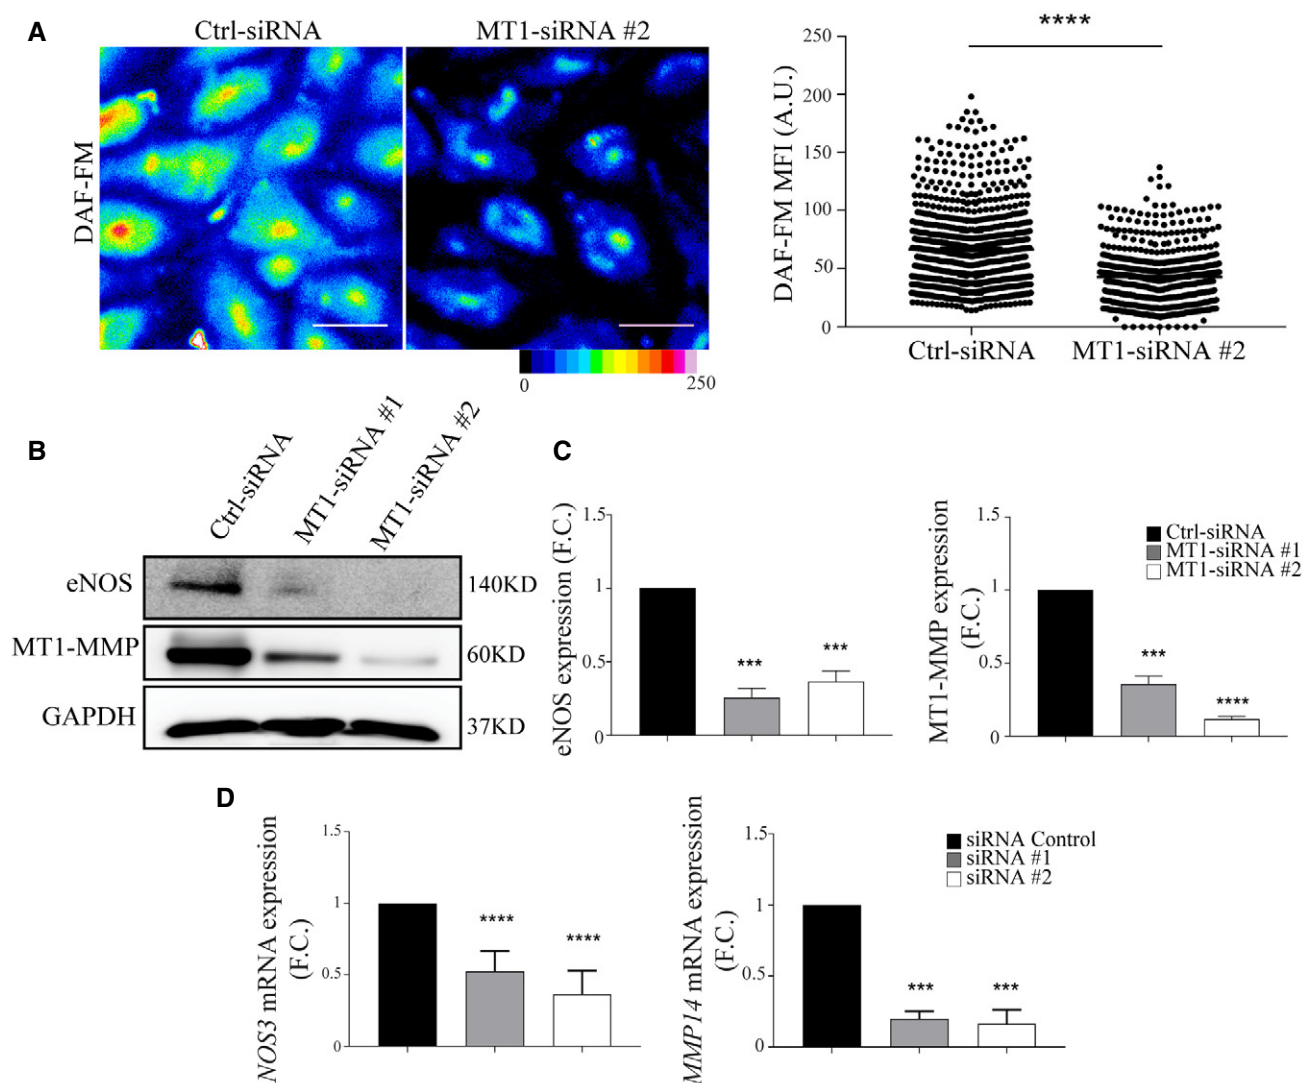 A
Ctrl-siRNA
MT1-siRNA #2
DAF-FM
0
250
DAF-FM MFI (A.U.)
250
200
150
100
50
0
****
Ctrl-siRNA
MT1-siRNA #2
B
Ctrl-siRNA
MT1-siRNA #1
MT1-siRNA #2
eNOS
140KD
MT1-MMP
60KD
GAPDH
37KD
C
eNOS expression (F.C.)
1.5
1
0.5
0
***
***
MT1-MMP expression
(F.C.)
1.5
1
0.5
0
***
****
Ctrl-siRNA
MT1-siRNA #1
MT1-siRNA #2
D
NOS3 mRNA expression
(F.C.)
1.5
1
0.5
0
****
****
MMP14 mRNA expression
(F.C.)
1.5
1
0.5
0
***
***
siRNA Control
siRNA #1
siRNA #2